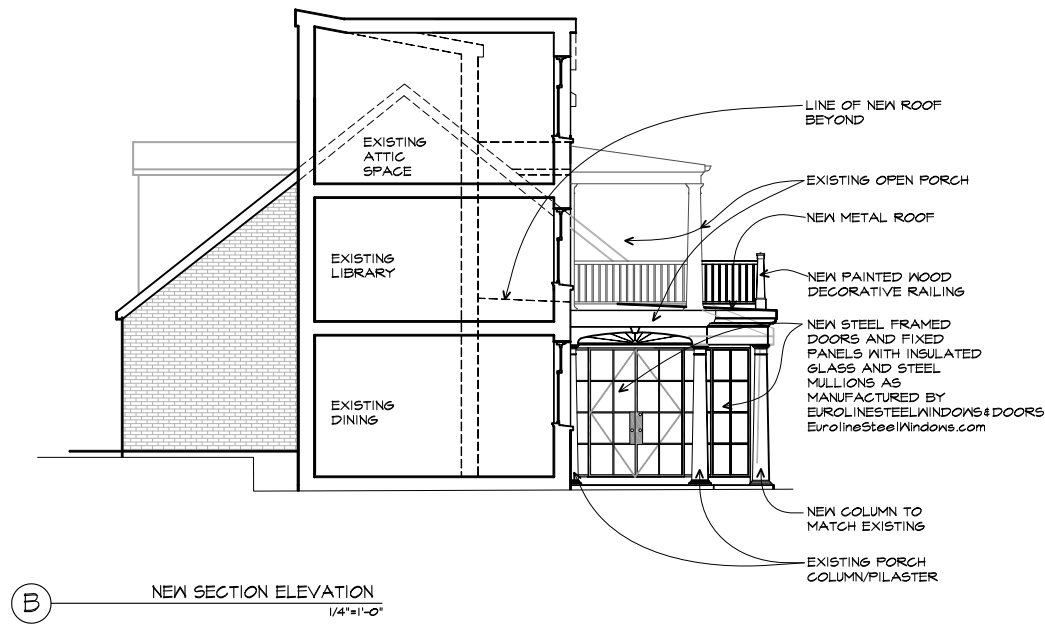 LINE OF NEW ROOF
BEYOND
EXISTING
ATTIC
SPACE
EXISTING OPEN PORCH
NEW METAL ROOF
EXISTING
LIBRARY
NEW PAINTED WOOD
DECORATIVE RAILING
NEW STEEL FRAMED
DOORS AND FIXED
PANELS WITH INSULATED
GLASS AND STEEL
MULLIONS AS
MANUFACTURED BY
EUROLINESTEELWINDOWS&DOORS
EurolineSteelWindows.com
EXISTING
DINING
NEW COLUMN TO
MATCH EXISTING
EXISTING PORCH
COLUMN/PILASTER
B
NEW SECTION ELEVATION
1/4"=1'-0"